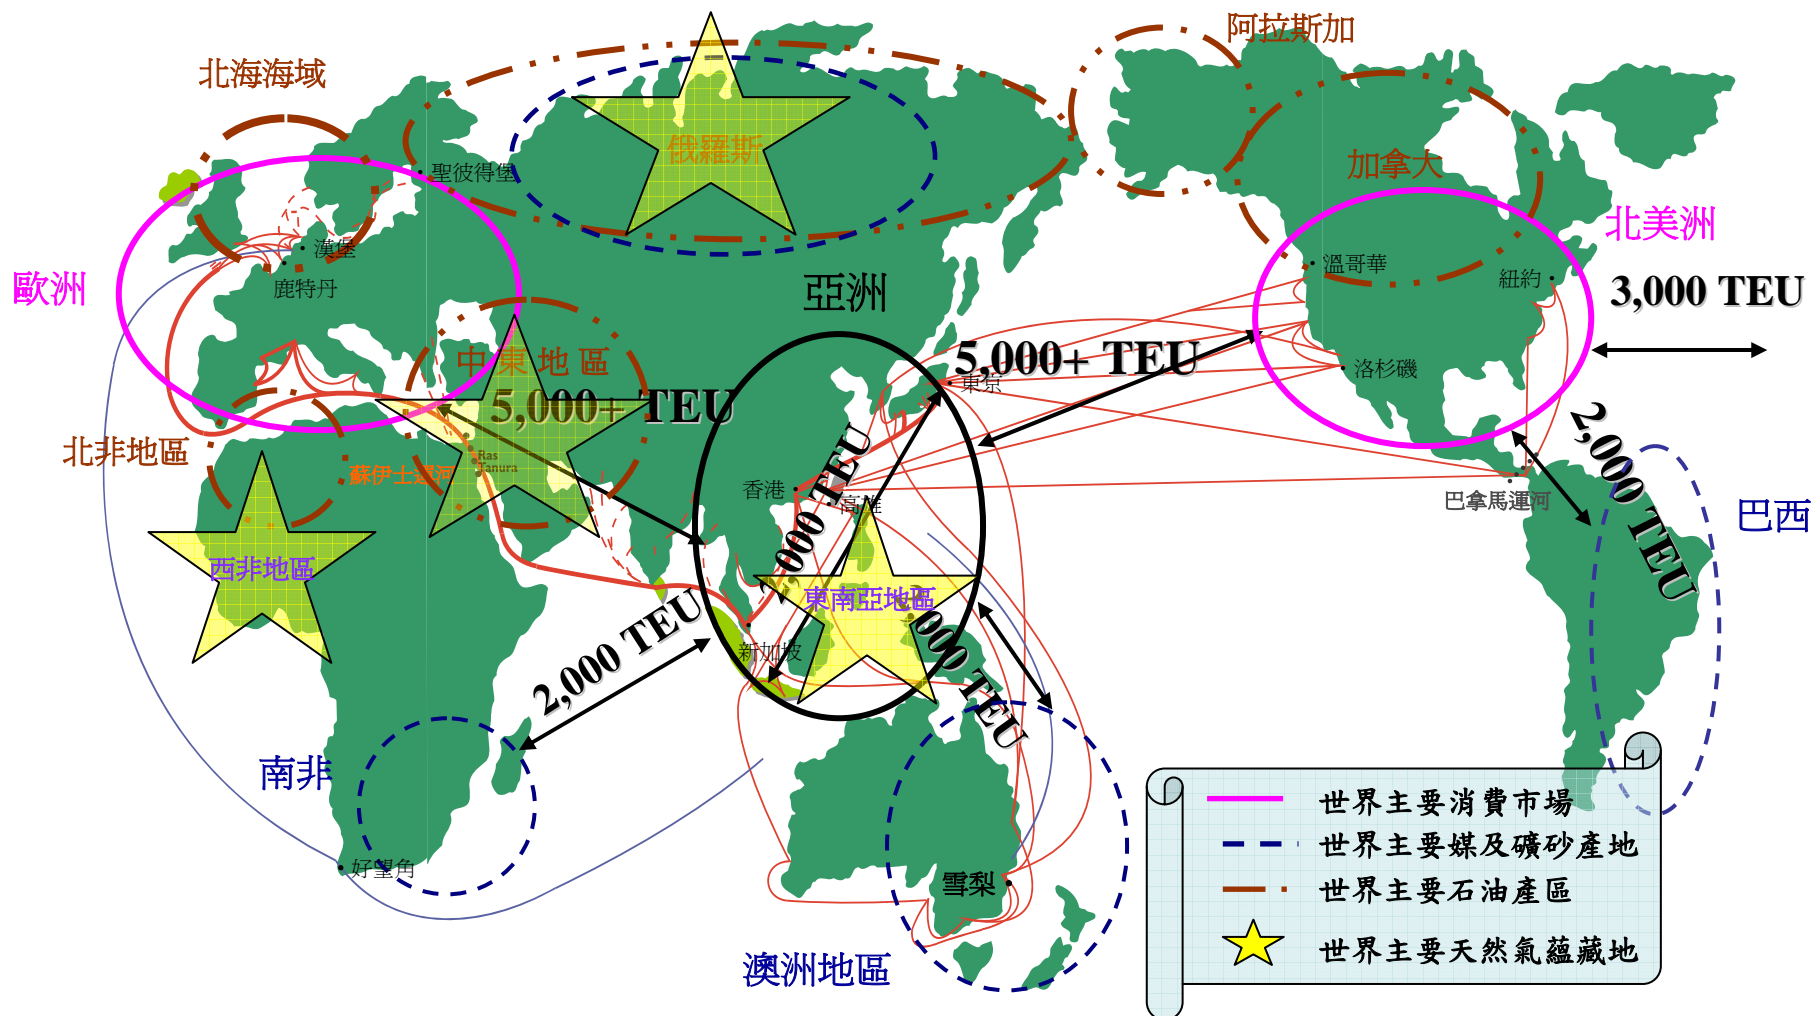 阿拉斯加
北海海域
俄羅斯
加拿大
聖彼得堡
北美洲
漢堡
溫哥華
紐約
歐洲
鹿特丹
亞洲
3,000 TEU
中東地區
5,000+ TEU
東京
洛杉磯
5,000+ TEU
2,000 TEU
北非地區
Ras
Tanura
蘇伊士運河
香港
高雄
巴拿馬運河
巴西
西非地區
東南亞地區
,000 TEU
,000 TEU
新加坡
2,000 TEU
南非
好望角
雪梨
澳洲地區
世界主要消費市場
世界主要媒及礦砂產地
世界主要石油產區
世界主要天然氣蘊藏地